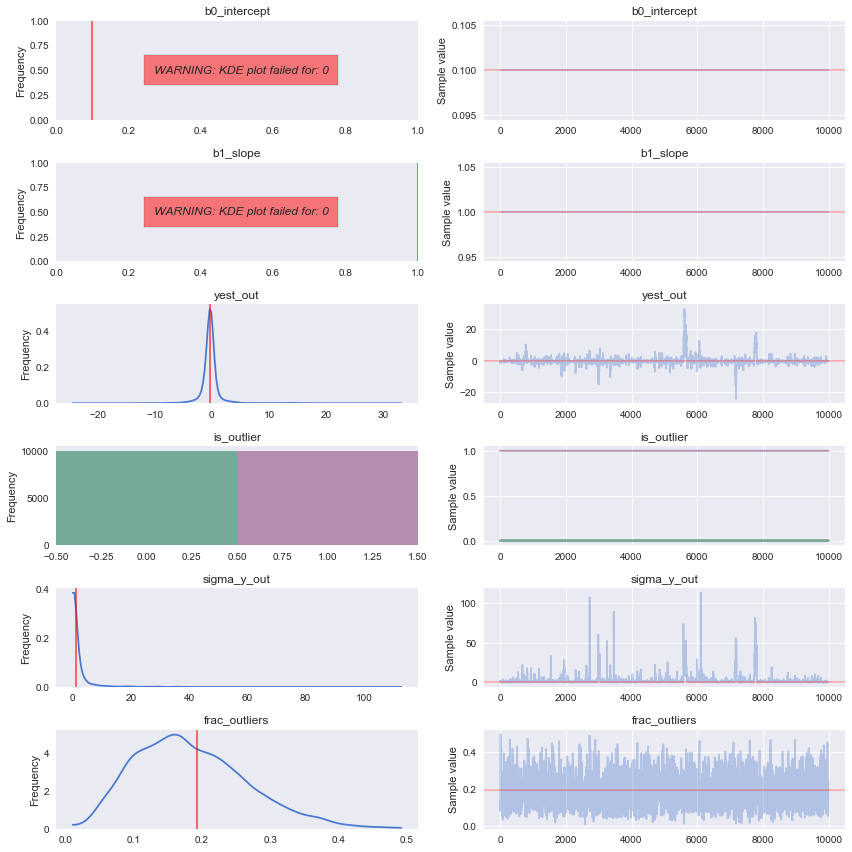 b0_intercept
Frequency
1.00
0.75
0.50
0.25
0.00
WARNING: KDE plot failed for: 0
0.0 0.2 0.4 0.6 0.8 1.0
b0_intercept
Sample value
0.105
0.100
0.095
0 2000 4000 6000 8000 10000
b1_slope
Frequency
1.00
0.75
0.50
0.25
0.00
WARNING: KDE plot failed for: 0
0.0 0.2 0.4 0.6 0.8 1.0
b1_slope
Sample value
1.05
1.00
0.95
0 2000 4000 6000 8000 10000
yest_out
Frequency
0.4
0.2
0.0
−20 −10 0 10 20 30
yest_out
Sample value
20
0
−20
0 2000 4000 6000 8000 10000
is_outlier
Frequency
10000
5000
0
−0.50 −0.25 0.00 0.25 0.50 0.75 1.00 1.25 1.50
is_outlier
Sample value
1.0
0.5
0.0
0 2000 4000 6000 8000 10000
sigma_y_out
Frequency
0.4
0.2
0.0
0 20 40 60 80 100
sigma_y_out
Sample value
100
50
0
0 2000 4000 6000 8000 10000
frac_outliers
Frequency
4
2
0
0.0 0.1 0.2 0.3 0.4 0.5
frac_outliers
Sample value
0.4
0.2
0.0
0 2000 4000 6000 8000 10000